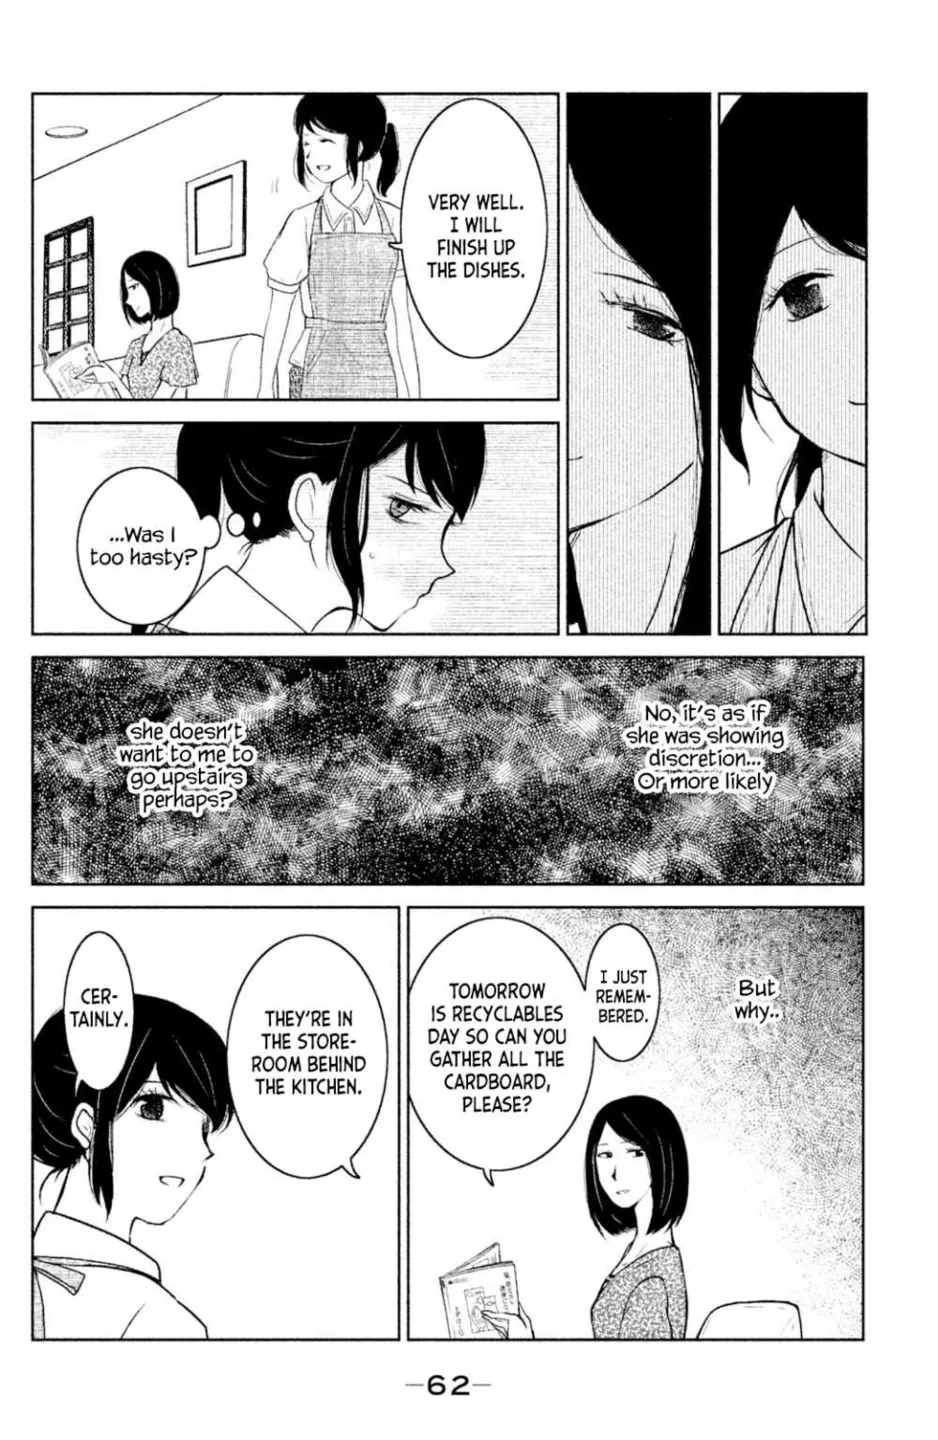 VERY WELL.
I WILL
FINISH UP
THE DISHES.
...Was I
too hasty?
No, it's as if
she was showing
discretion...
Or more likely
she doesn't
want to me to
go upstairs
perhaps?
But
why..
I JUST
REMEM-
BERED.
TOMORROW
IS RECYCLABLES
DAY SO CAN YOU
GATHER ALL THE
CARDBOARD,
PLEASE?
THEY'RE IN
THE STORE-
ROOM BEHIND
THE KITCHEN.
CER-
TAINLY.
—62—